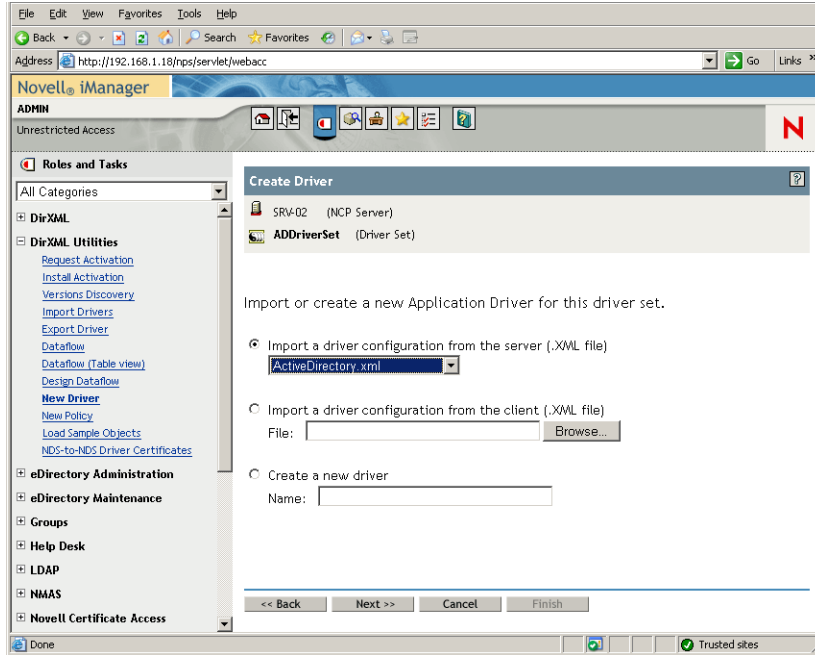 File Edit View Favorites Tools Help
Back Search Favorites
Address http://192.168.1.18/nps/servlet/webacc Go Links »
Novell® iManager
ADMIN
Unrestricted Access
N
Roles and Tasks
All Categories
DirXML
DirXML Utilities
Request Activation
Install Activation
Versions Discovery
Import Drivers
Export Driver
Dataflow
Dataflow (Table view)
Design Dataflow
New Driver
New Policy
Load Sample Objects
NDS-to-NDS Driver Certificates
eDirectory Administration
eDirectory Maintenance
Groups
Help Desk
LDAP
NMAS
Novell Certificate Access
Create Driver ?
SRV-02 (NCP Server)
ADDriverSet (Driver Set)
Import or create a new Application Driver for this driver set.
Import a driver configuration from the server (.XML file)
ActiveDirectory.xml
Import a driver configuration from the client (.XML file)
File: Browse...
Create a new driver
Name:
<< Back Next >> Cancel Finish
Done Trusted sites